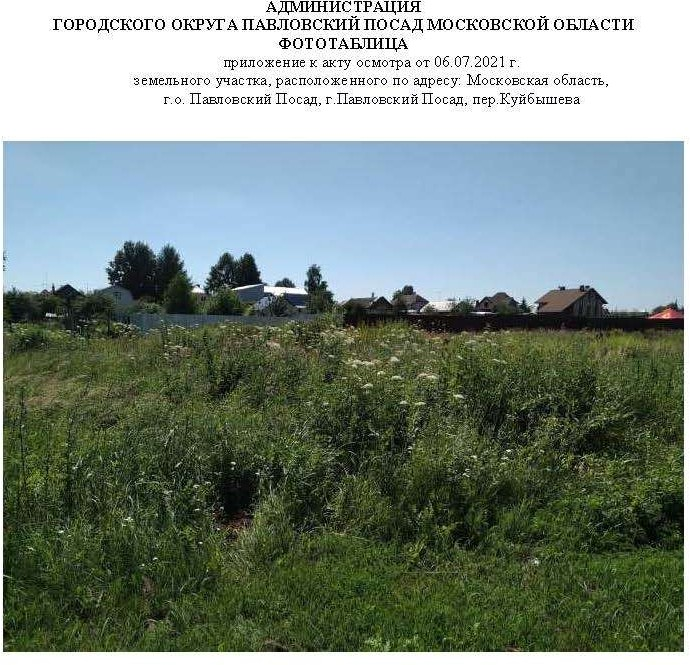 АДМИНИСТРАЦИЯ
ГОРОДСКОГО ОКРУГА ПАВЛОВСКИЙ ПОСАД МОСКОВСКОЙ ОБЛАСТИ
ФОТОТАБЛИЦА
приложение к акту осмотра от 06.07.2021 г.
земельного участка, расположенного по адресу: Московская область,
г.о. Павловский Посад, г.Павловский Посад, пер.Куйбышева